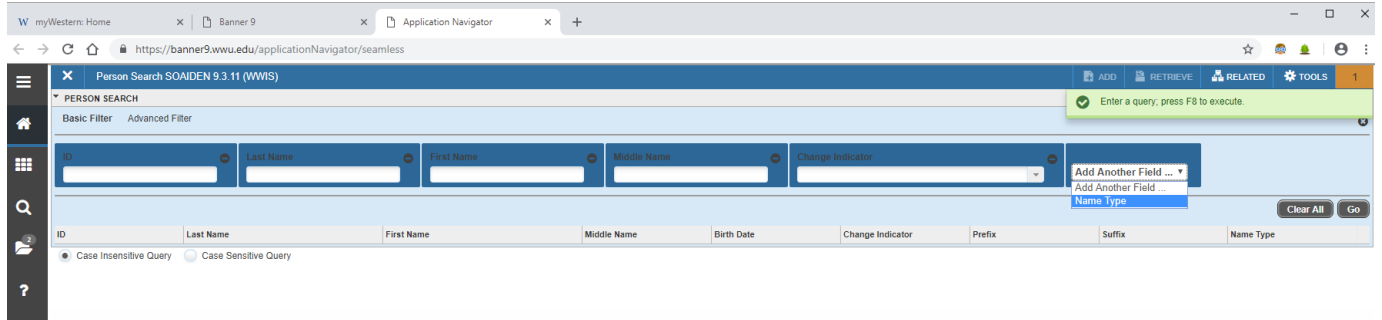 W myWestern: Home
Banner 9
Application Navigator
https://banner9.wwu.edu/applicationNavigator/seamless
Person Search SOAIDEN 9.3.11 (WWIS)
ADD
RETRIEVE
RELATED
TOOLS
1
PERSON SEARCH
Enter a query; press F8 to execute.
Basic Filter Advanced Filter
ID
Last Name
First Name
Middle Name
Change Indicator
Add Another Field ...
Add Another Field ...
Name Type
Clear All
Go
ID Last Name First Name Middle Name Birth Date Change Indicator Prefix Suffix Name Type
Case Insensitive Query Case Sensitive Query
2
?